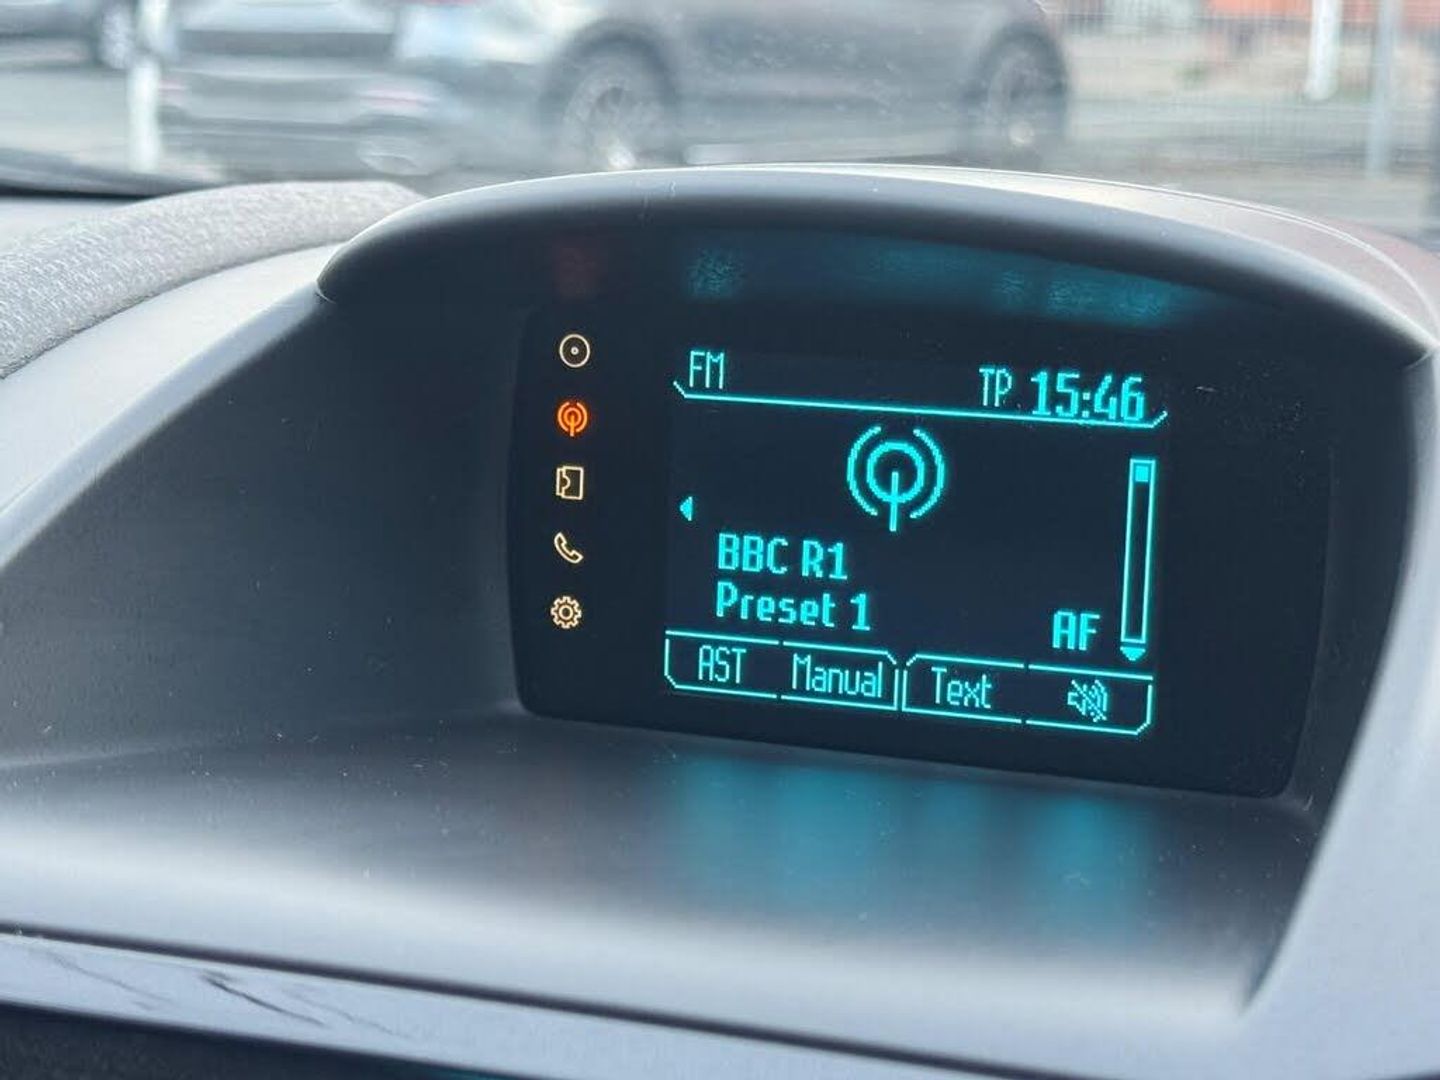 FM TP 15:46
BBC R1
Preset 1
AF
AST Manual Text